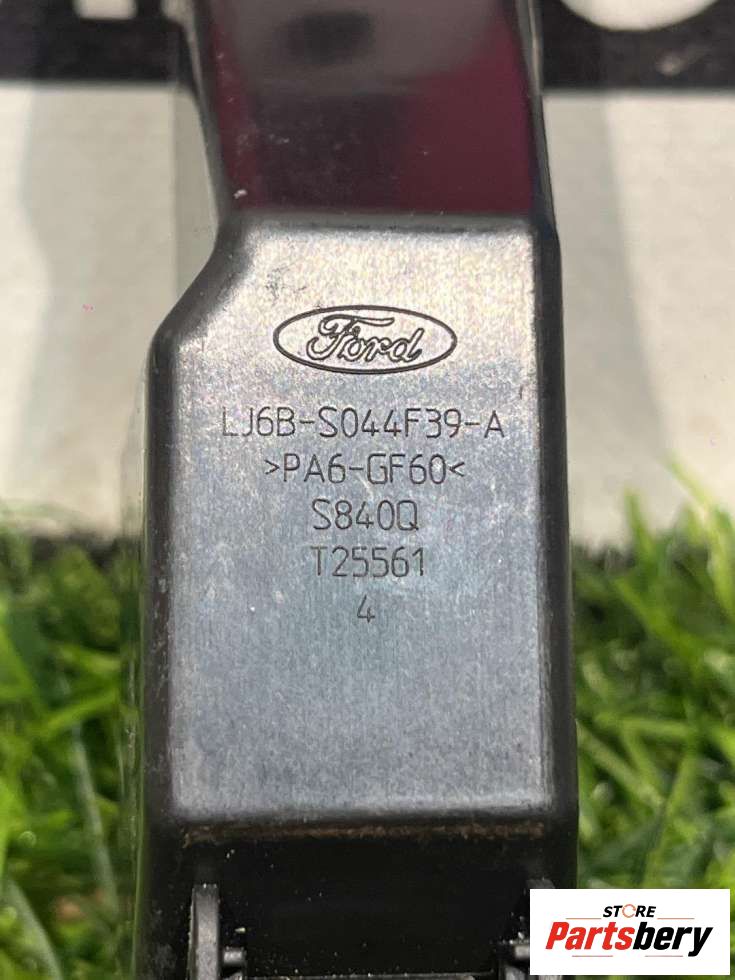 Ford
LJ6B-S044F39-A
>PA6-GF60<
S840Q
T25561
4
STORE
Partsbery